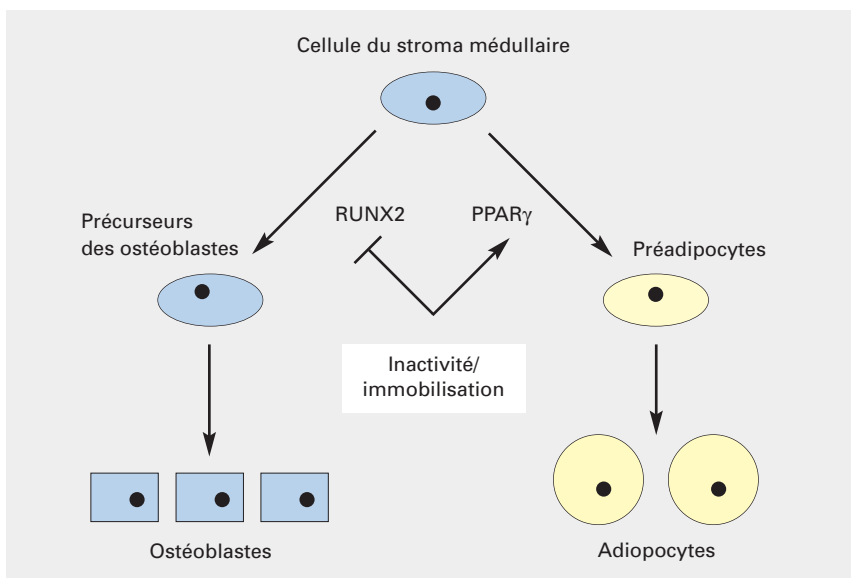 Cellule du stroma médullaire
RUNX2
PPARγ
Précurseurs
des ostéoblastes
Préadipocytes
Inactivité/
immobilisation
Ostéoblastes
Adiopocytes